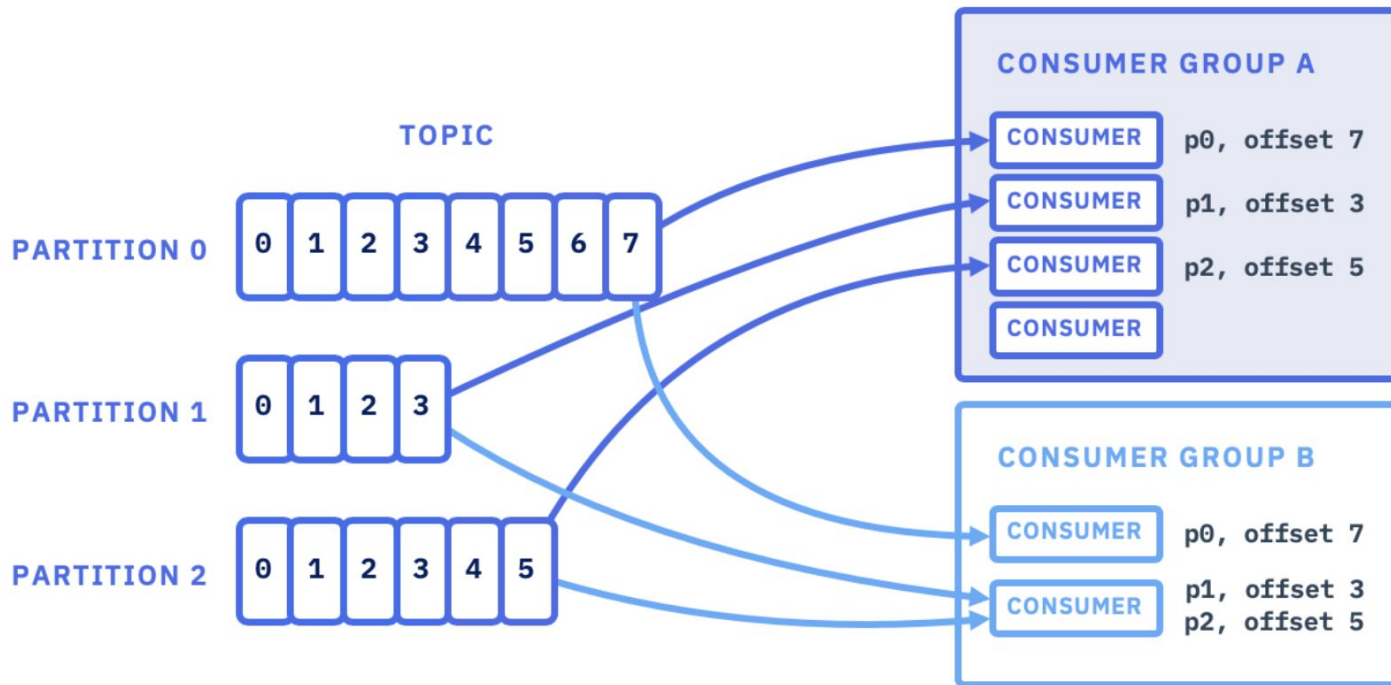 TOPIC
PARTITION 0
0 1 2 3 4 5 6 7
PARTITION 1
0 1 2 3
PARTITION 2
0 1 2 3 4 5
CONSUMER GROUP A
CONSUMER p0, offset 7
CONSUMER p1, offset 3
CONSUMER p2, offset 5
CONSUMER
CONSUMER GROUP B
CONSUMER p0, offset 7
CONSUMER p1, offset 3
p2, offset 5